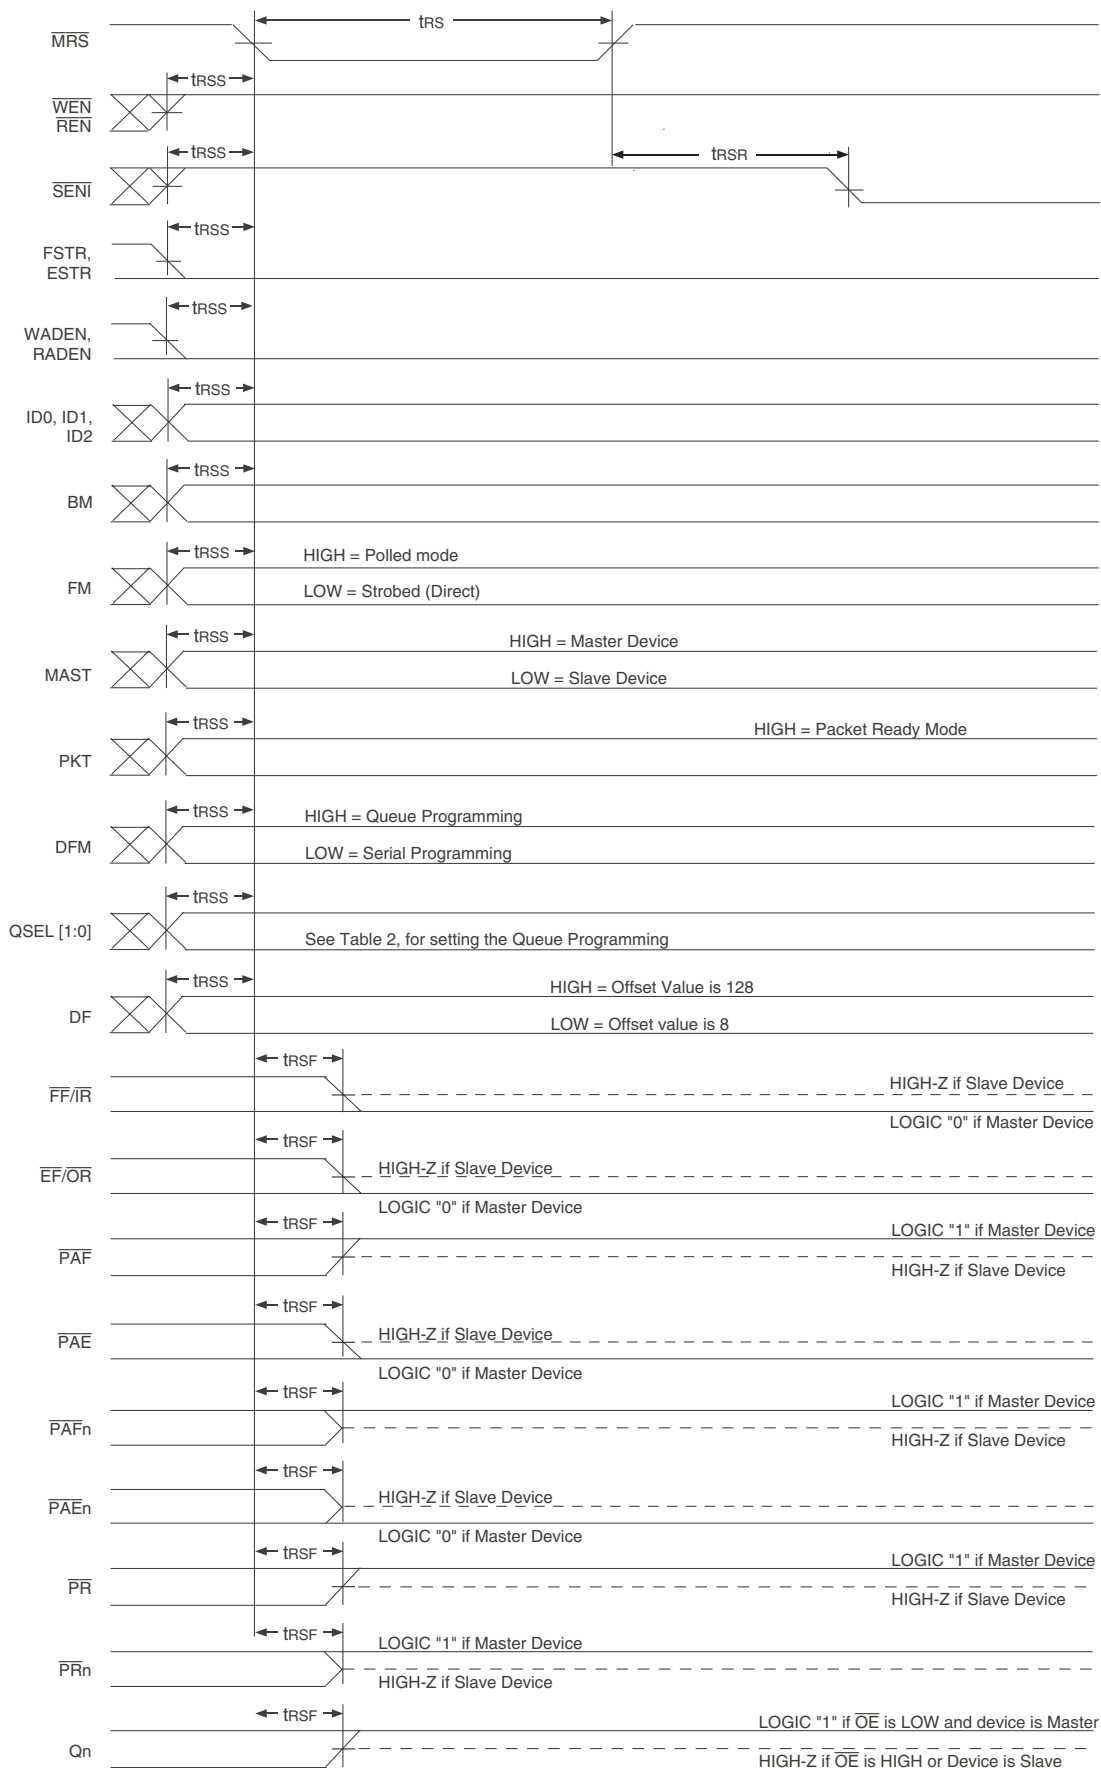 tRS
MRS
tRSS
WEN
REN
tRSS
tRSR
SENI
tRSS
FSTR,
ESTR
tRSS
WADEN,
RADEN
tRSS
ID0, ID1,
ID2
tRSS
BM
tRSS
HIGH = Polled mode
FM
LOW = Strobed (Direct)
tRSS
HIGH = Master Device
MAST
LOW = Slave Device
tRSS
HIGH = Packet Ready Mode
PKT
tRSS
HIGH = Queue Programming
DFM
LOW = Serial Programming
tRSS
QSEL [1:0]
See Table 2, for setting the Queue Programming
tRSS
HIGH = Offset Value is 128
DF
LOW = Offset value is 8
tRSF
HIGH-Z if Slave Device
FF/IR
LOGIC "0" if Master Device
tRSF
HIGH-Z if Slave Device
EF/OR
LOGIC "0" if Master Device
tRSF
LOGIC "1" if Master Device
PAF
HIGH-Z if Slave Device
tRSF
HIGH-Z if Slave Device
PAE
LOGIC "0" if Master Device
tRSF
LOGIC "1" if Master Device
PAFn
HIGH-Z if Slave Device
tRSF
HIGH-Z if Slave Device
PAEn
LOGIC "0" if Master Device
tRSF
LOGIC "1" if Master Device
PR
HIGH-Z if Slave Device
tRSF
LOGIC "1" if Master Device
PRn
HIGH-Z if Slave Device
tRSF
LOGIC "1" if OE is LOW and device is Master
Qn
HIGH-Z if OE is HIGH or Device is Slave